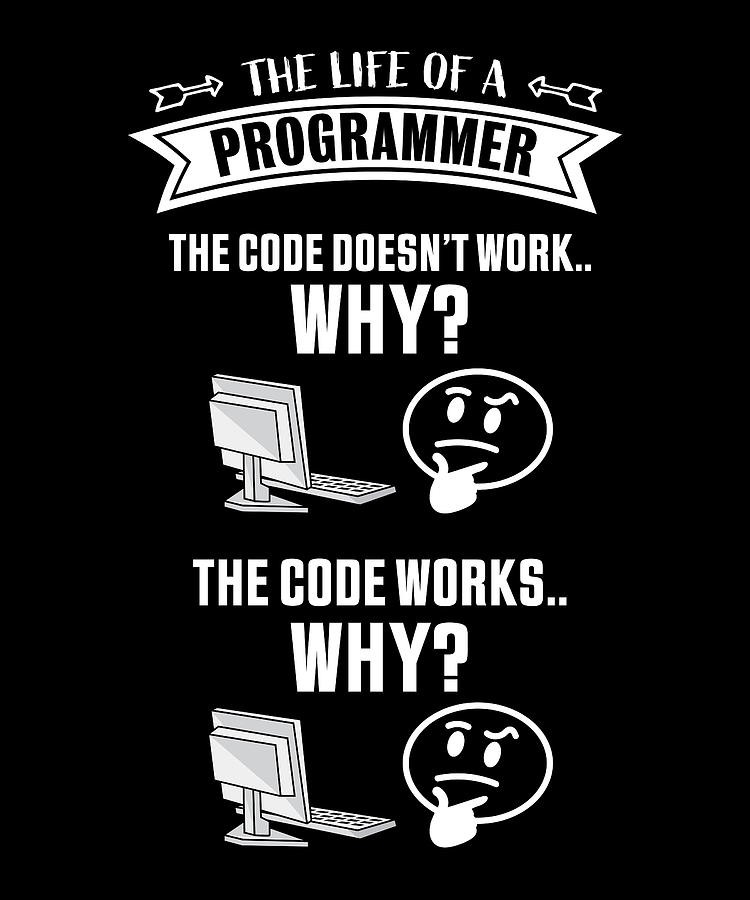 THE LIFE OF A
PROGRAMMER
THE CODE DOESN'T WORK..
WHY?
THE CODE WORKS..
WHY?